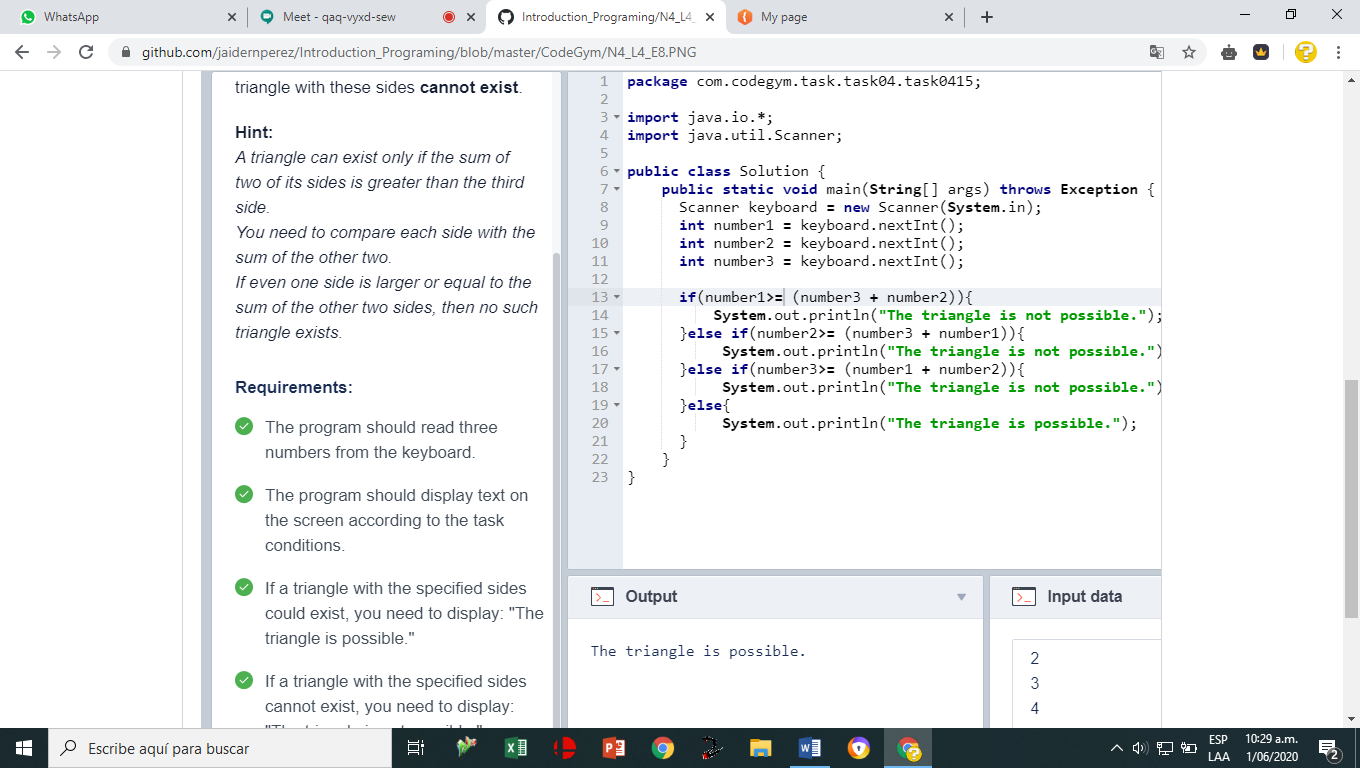 WhatsApp
Meet - qaq-vyxd-sew
Introduction_Programing/N4_L4_
My page
github.com/jaidernperez/Introduction_Programing/blob/master/CodeGym/N4_L4_E8.PNG
triangle with these sides cannot exist.
Hint:
A triangle can exist only if the sum of
two of its sides is greater than the third
side.
You need to compare each side with the
sum of the other two.
If even one side is larger or equal to the
sum of the other two sides, then no such
triangle exists.
Requirements:
The program should read three
numbers from the keyboard.
The program should display text on
the screen according to the task
conditions.
If a triangle with the specified sides
could exist, you need to display: "The
triangle is possible."
If a triangle with the specified sides
cannot exist, you need to display:
1 package com.codegym.task.task04.task0415;
2
3 import java.io.*;
4 import java.util.Scanner;
5
6 public class Solution {
7 public static void main(String[] args) throws Exception {
8 Scanner keyboard = new Scanner(System.in);
9 int number1 = keyboard.nextInt();
10 int number2 = keyboard.nextInt();
11 int number3 = keyboard.nextInt();
12
13 if(number1>= (number3 + number2)){
14 System.out.println("The triangle is not possible.");
15 }else if(number2>= (number3 + number1)){
16 System.out.println("The triangle is not possible.")
17 }else if(number3>= (number1 + number2)){
18 System.out.println("The triangle is not possible.")
19 }else{
20 System.out.println("The triangle is possible.");
21 }
22 }
23 }
Output
The triangle is possible.
Input data
2
3
4
Escribe aquí para buscar
ESP
LAA
10:29 a.m.
1/06/2020
2